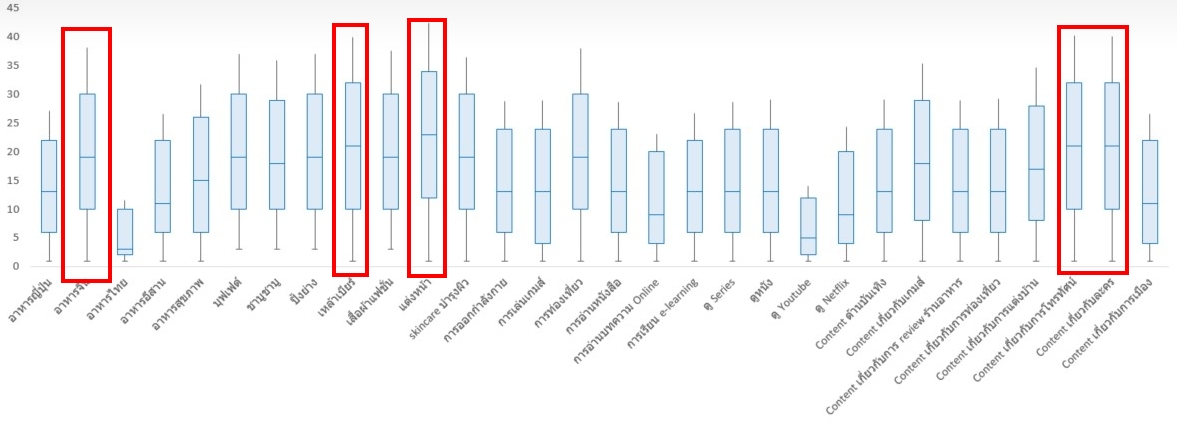 45
40
35
30
25
20
15
10
5
0
อาหารญี่ปุ่น
อาหารจีน
อาหารไทย
อาหารอีสาน
อาหารสุขภาพ
บุฟเฟต์
ชาบูชาบู
ปิ้งย่าง
เหล้าเบียร์
เสื้อผ้าแฟชั่น
แต่งหน้า
skincare บำรุงผิว
การออกกำลังกาย
การเล่นเกมส์
การท่องเที่ยว
การอ่านหนังสือ
การอ่านบทความ Online
การเรียน e-learning
ดู Series
ดูหนัง
ดู Youtube
ดู Netflix
Content ด้านบันเทิง
Content เกี่ยวกับเกมส์
Content เกี่ยวกับการ review ร้านอาหาร
Content เกี่ยวกับการท่องเที่ยว
Content เกี่ยวกับการแต่งบ้าน
Content เกี่ยวกับการโทรทัศน์
Content เกี่ยวกับละคร
Content เกี่ยวกับการเมือง